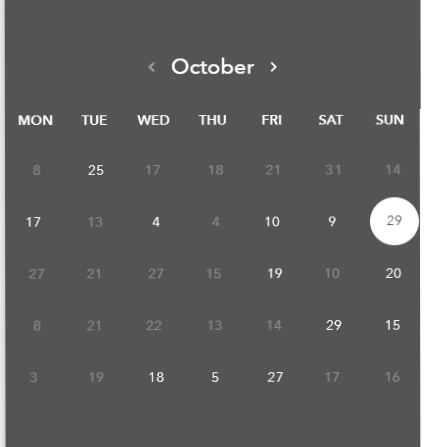 ‹ October ›
MON TUE WED THU FRI SAT SUN
8 25 17 18 21 31 14
17 13 4 4 10 9 29
27 21 27 15 19 10 20
8 21 22 13 14 29 15
3 19 18 5 27 17 16